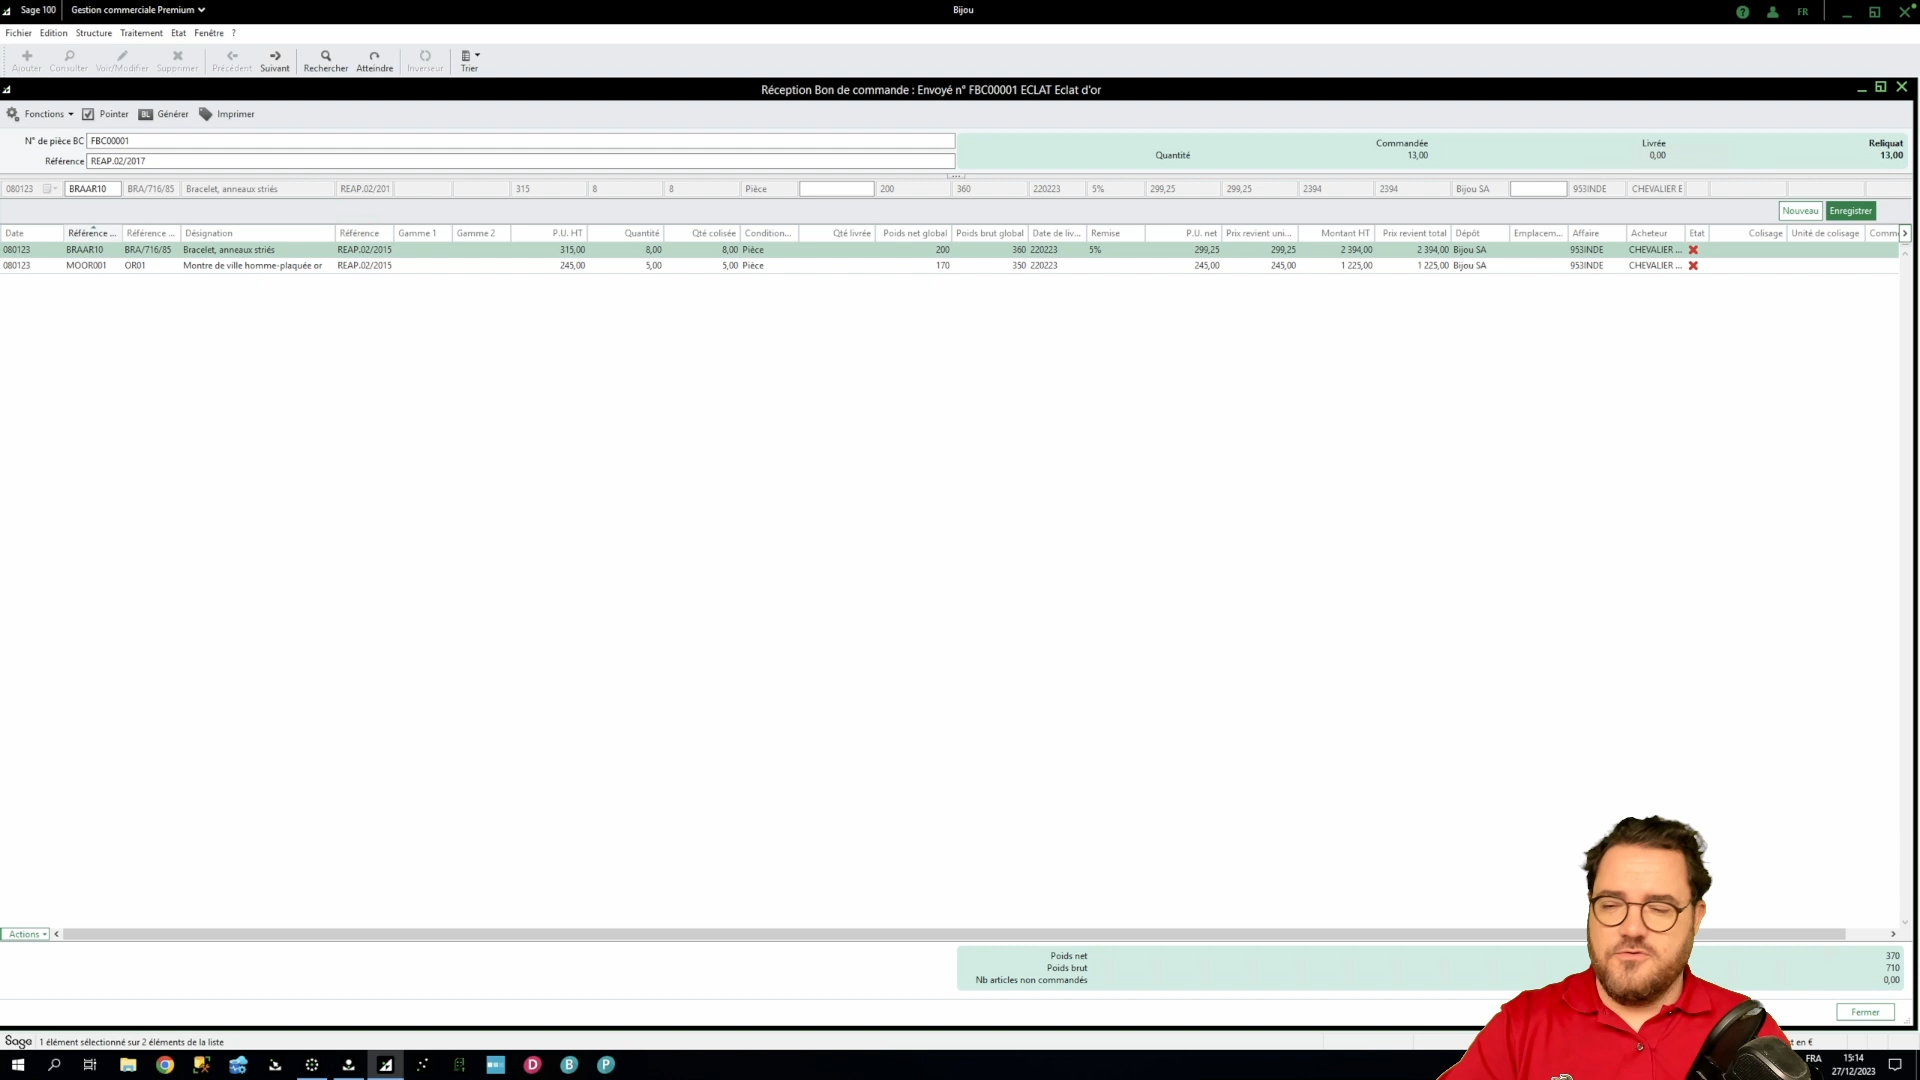 Sage 100 Gestion commerciale Premium Bijou FR
Fichier Edition Structure Traitement Etat Fenêtre ?
Ajouter Consulter Voir/Modifier Supprimer Précédent Suivant Rechercher Atteindre Inverseur Trier
Réception Bon de commande : Envoyé n° FBC00001 ECLAT Eclat d'or
Fonctions Pointer BL Générer Imprimer
N° de pièce BC FBC00001
Référence REAP.02/2017
Commandée Livrée Reliquat
Quantité 13,00 0,00 13,00
080123 BRAAR10 BRA/716/85 Bracelet, anneaux striés REAP.02/201 315 8 8 Pièce 200 360 220223 5% 299,25 299,25 2394 2394 Bijou SA 953INDE CHEVALIER E
Nouveau Enregistrer
Date Référence ... Référence ... Désignation Référence Gamme 1 Gamme 2 P.U. HT Quantité Qté colisée Condition... Qté livrée Poids net global Poids brut global Date de liv... Remise P.U. net Prix revient uni... Montant HT Prix revient total Dépôt Emplacem... Affaire Acheteur Etat Colisage Unité de colisage Comm
080123 BRAAR10 BRA/716/85 Bracelet, anneaux striés REAP.02/2015 315,00 8,00 8,00 Pièce 200 360 220223 5% 299,25 299,25 2 394,00 2 394,00 Bijou SA 953INDE CHEVALIER ...
080123 MOOR001 OR01 Montre de ville homme-plaquée or REAP.02/2015 245,00 5,00 5,00 Pièce 170 350 220223 245,00 245,00 1 225,00 1 225,00 Bijou SA 953INDE CHEVALIER ...
Actions
Poids net 370
Poids brut 710
Nb articles non commandés 0,00
Fermer
Sage 1 élément sélectionné sur 2 éléments de la liste
t en €
D B P FRA 15:14
27/12/2023